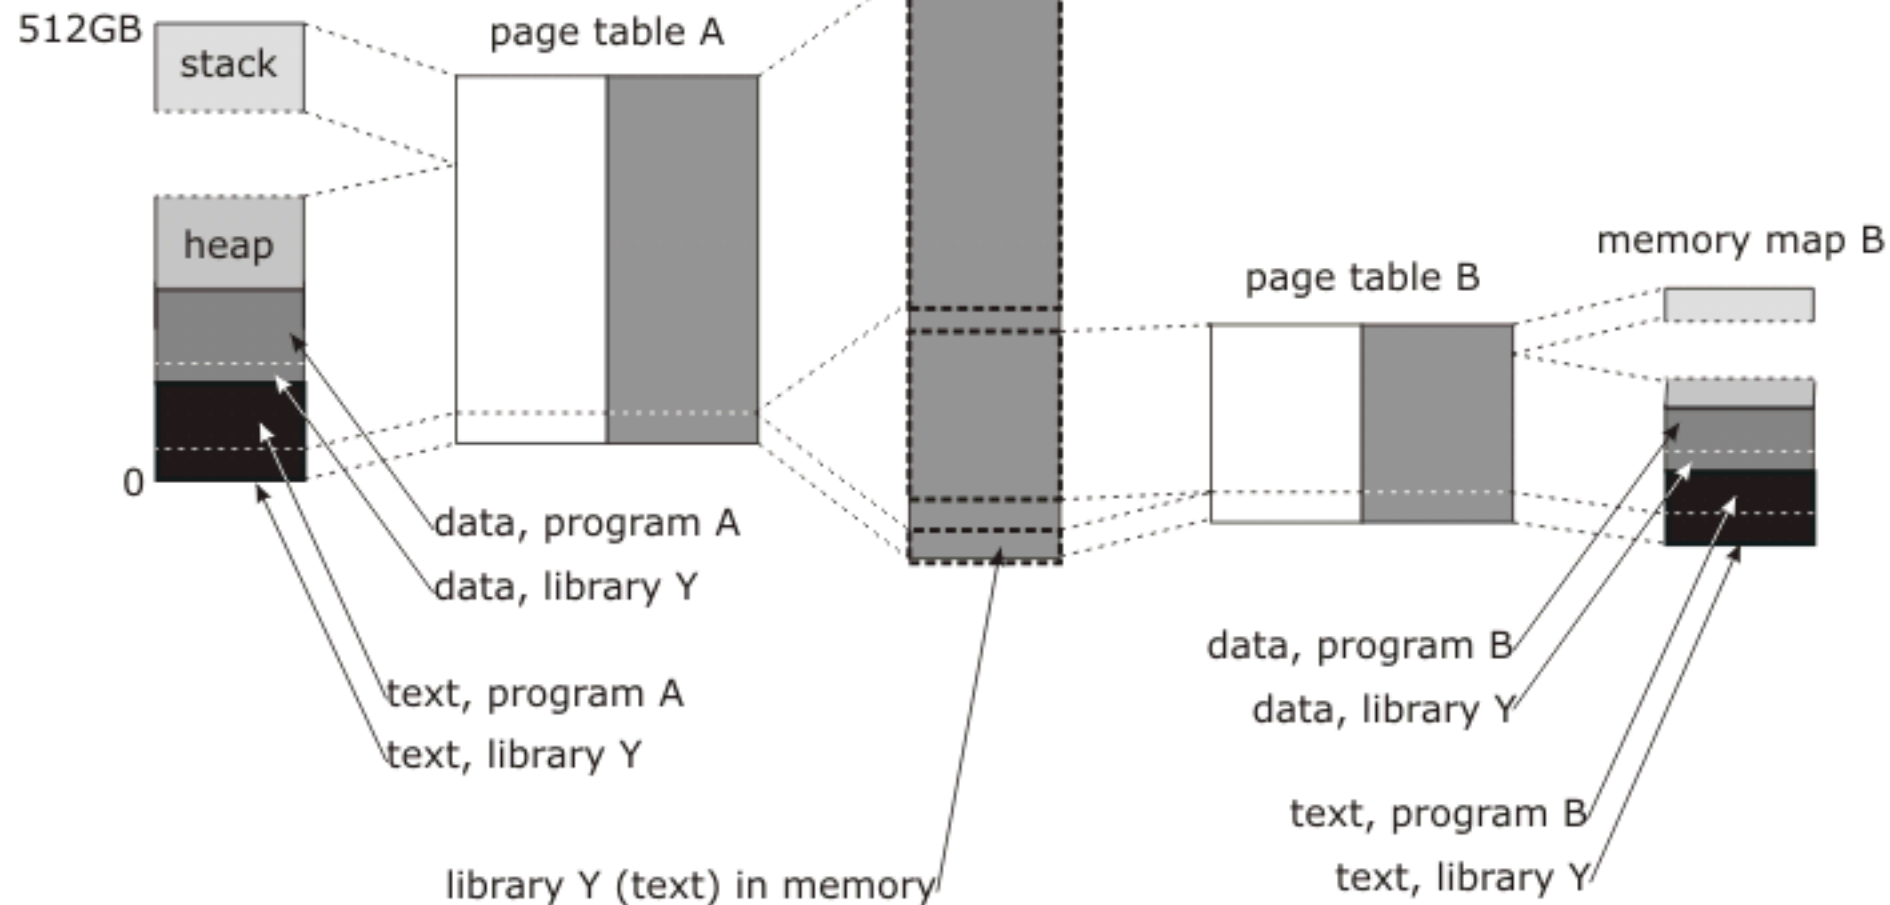 512GB
stack
page table A
heap
0
memory map B
page table B
data, program A
data, library Y
text, program A
text, library Y
data, program B
data, library Y
text, program B
text, library Y
library Y (text) in memory